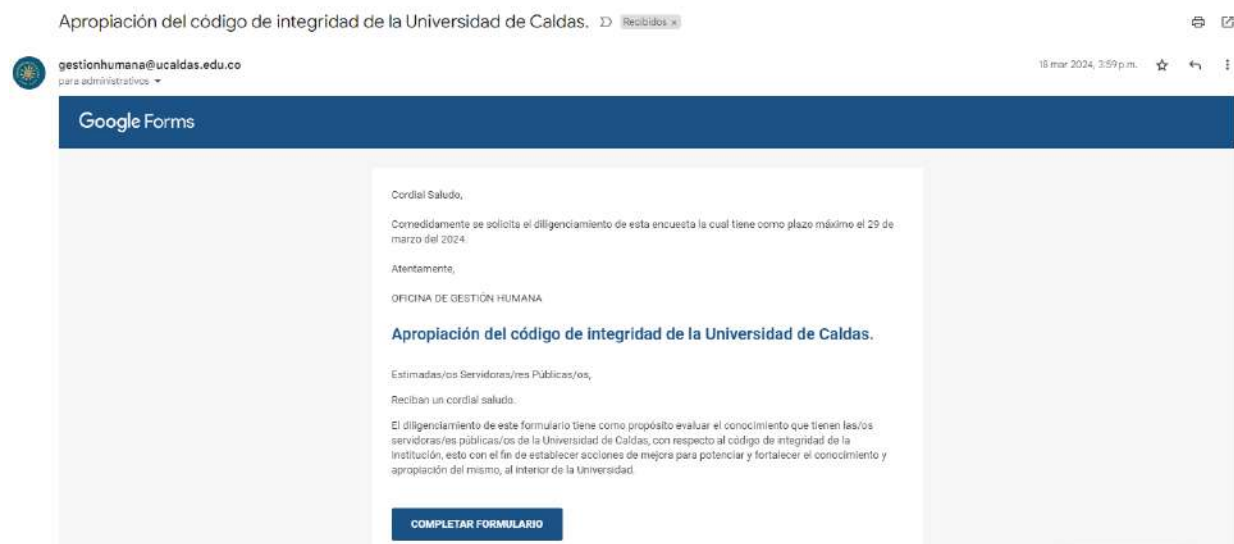 Apropiación del código de integridad de la Universidad de Caldas. Recibidos x
gestionhumana@ucaldas.edu.co
para administrativos
18 mar 2024, 3:59 p.m.
Google Forms
Cordial Saludo,
Comedidamente se solicita el diligenciamiento de esta encuesta la cual tiene como plazo máximo el 29 de
marzo del 2024.
Atentamente,
OFICINA DE GESTIÓN HUMANA
Apropiación del código de integridad de la Universidad de Caldas.
Estimadas/os Servidoras/res Públicas/os,
Reciban un cordial saludo.
El diligenciamiento de este formulario tiene como propósito evaluar el conocimiento que tienen las/os
servidoras/es públicas/os de la Universidad de Caldas, con respecto al código de integridad de la
Institución, esto con el fin de establecer acciones de mejora para potenciar y fortalecer el conocimiento y
apropiación del mismo, al interior de la Universidad.
COMPLETAR FORMULARIO